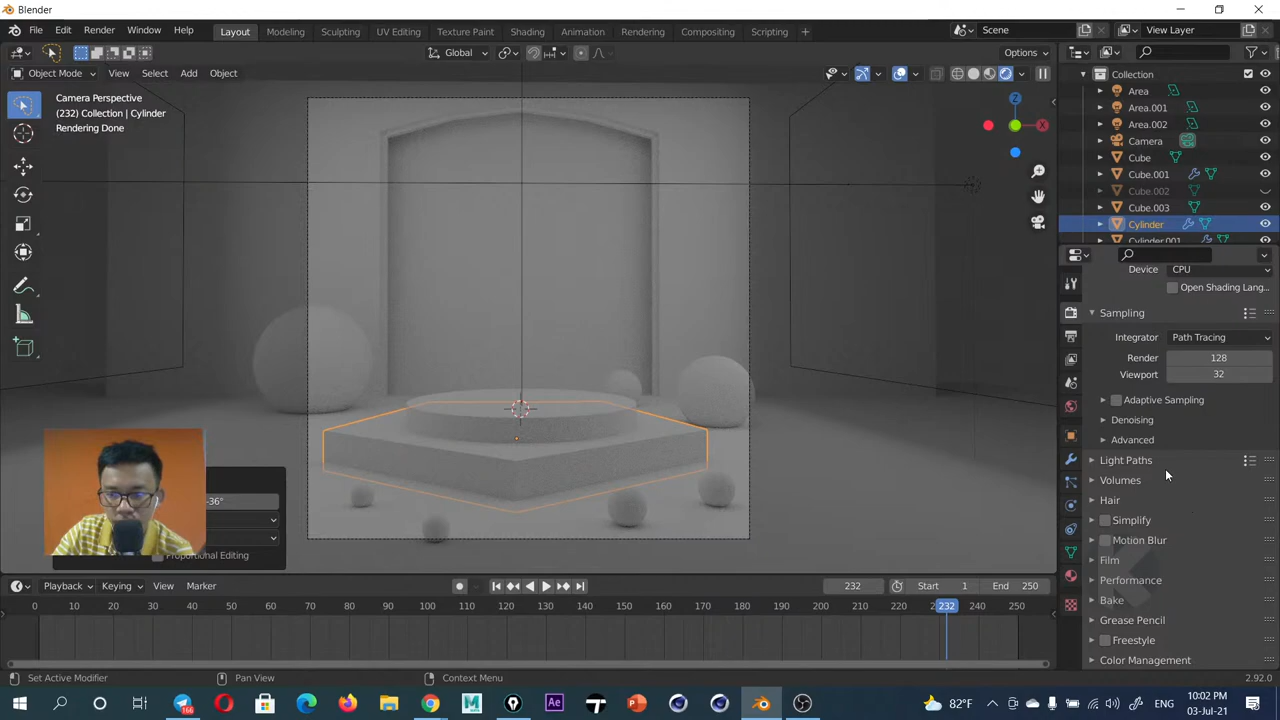 Blender
File Edit Render Window Help
Layout Modeling Sculpting UV Editing Texture Paint Shading Animation Rendering Compositing Scripting
Scene
View Layer
Global
Options
Object Mode View Select Add Object
Camera Perspective
(232) Collection | Cylinder
Rendering Done
Z
X
Collection
Area
Area.001
Area.002
Camera
Cube
Cube.001
Cube.002
Cube.003
Cylinder
Cylinder.001
Device CPU
Open Shading Lang...
Sampling
Integrator Path Tracing
Render 128
Viewport 32
Adaptive Sampling
Denoising
Advanced
Light Paths
Volumes
Hair
Simplify
Motion Blur
Film
Performance
Bake
Grease Pencil
Freestyle
Color Management
-36°
Proportional Editing
Playback Keying View Marker
232 Start 1 End 250
0 10 20 30 40 50 60 70 80 90 100 110 120 130 140 150 160 170 180 190 200 210 220 232 240 250
Set Active Modifier Pan View Context Menu 2.92.0
166
82°F
ENG
10:02 PM
03-Jul-21